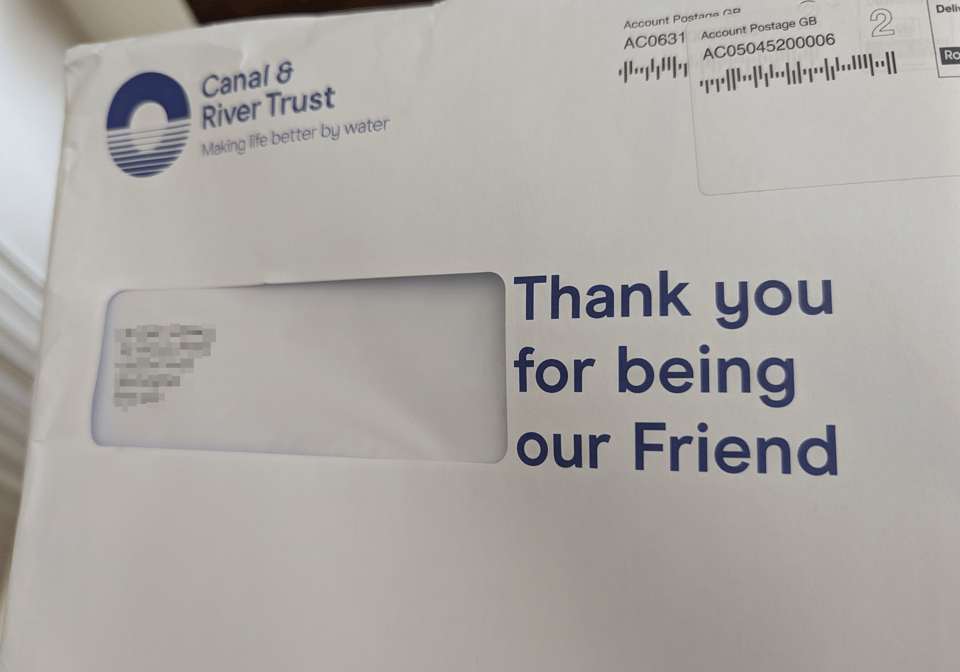 Canal &
River Trust
Making life better by water
Account Postage GB
AC0631
Account Postage GB
AC05045200006
2
Thank you
for being
our Friend